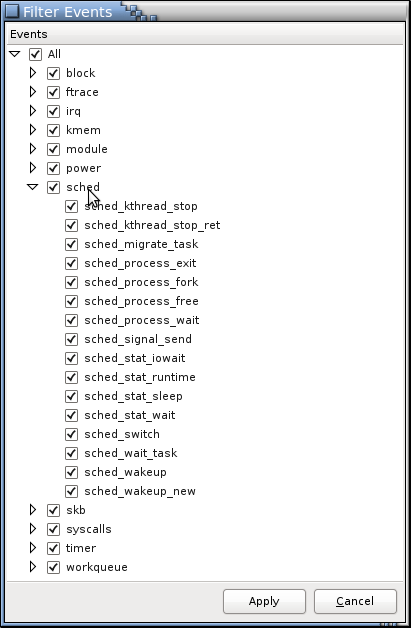 Filter Events
Events
All
block
ftrace
irq
kmem
module
power
sched
sched_kthread_stop
sched_kthread_stop_ret
sched_migrate_task
sched_process_exit
sched_process_fork
sched_process_free
sched_process_wait
sched_signal_send
sched_stat_iowait
sched_stat_runtime
sched_stat_sleep
sched_stat_wait
sched_switch
sched_wait_task
sched_wakeup
sched_wakeup_new
skb
syscalls
timer
workqueue
Apply Cancel